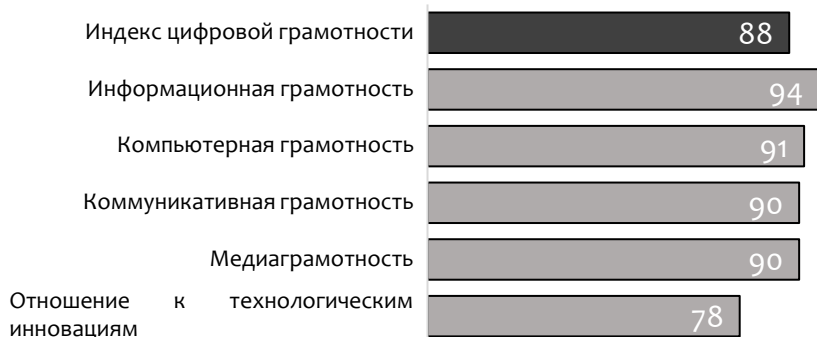 Индекс цифровой грамотности 88
Информационная грамотность 94
Компьютерная грамотность 91
Коммуникативная грамотность 90
Медиаграмотность 90
Отношение к технологическим
инновациям 78